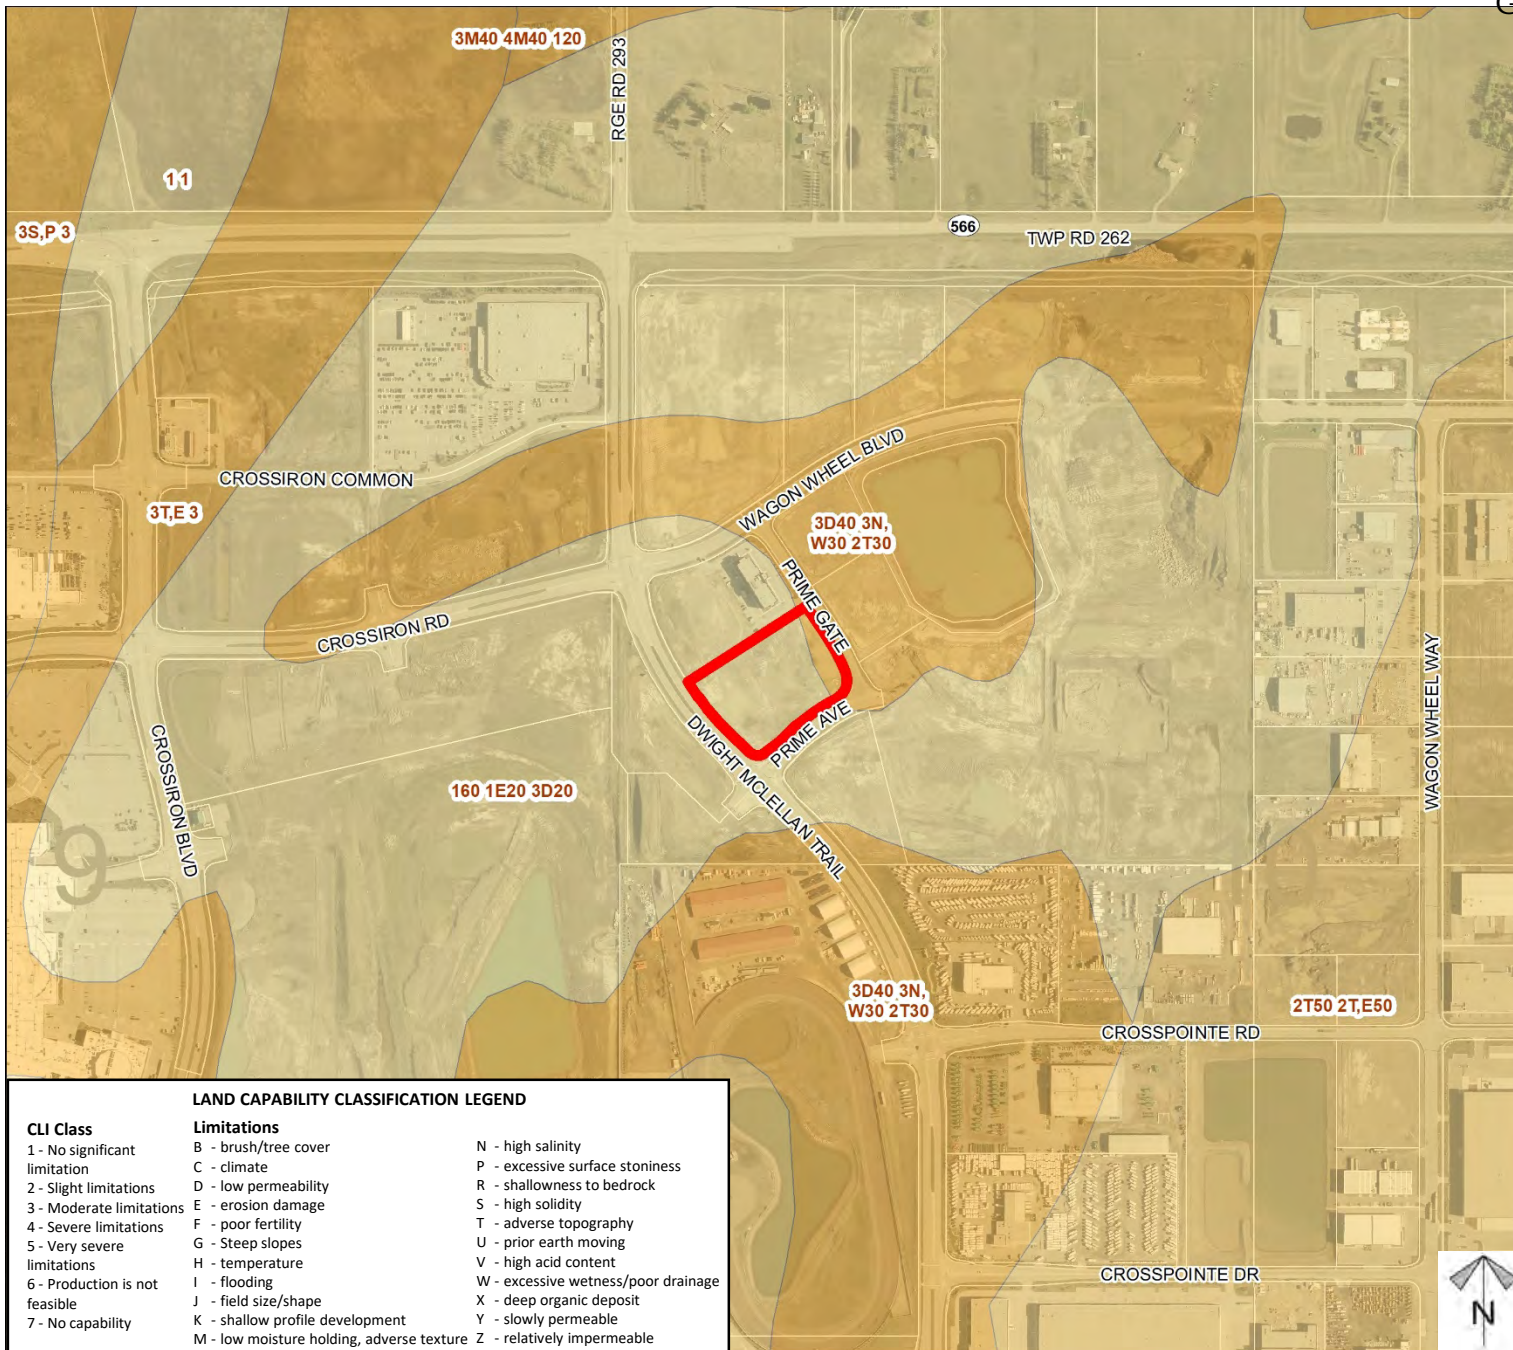 3M40 4M40 120
RGE RD 293
11
3S,P 3
566
TWP RD 262
CROSSIRON COMMON
WAGON WHEEL BLVD
3T,E 3
3D40 3N,
W30 2T30
PRIME GATE
CROSSIRON RD
WAGON WHEEL WAY
PRIME AVE
DWIGHT MCLELLAN TRAIL
CROSSIRON BLVD
160 1E20 3D20
3D40 3N,
W30 2T30
2T50 2T,E50
CROSSPOINTE RD
CROSSPOINTE DR
N
LAND CAPABILITY CLASSIFICATION LEGEND
CLI Class
1 - No significant
limitation
2 - Slight limitations
3 - Moderate limitations
4 - Severe limitations
5 - Very severe
limitations
6 - Production is not
feasible
7 - No capability
Limitations
B - brush/tree cover
C - climate
D - low permeability
E - erosion damage
F - poor fertility
G - Steep slopes
H - temperature
I - flooding
J - field size/shape
K - shallow profile development
M - low moisture holding, adverse texture
N - high salinity
P - excessive surface stoniness
R - shallowness to bedrock
S - high solidity
T - adverse topography
U - prior earth moving
V - high acid content
W - excessive wetness/poor drainage
X - deep organic deposit
Y - slowly permeable
Z - relatively impermeable